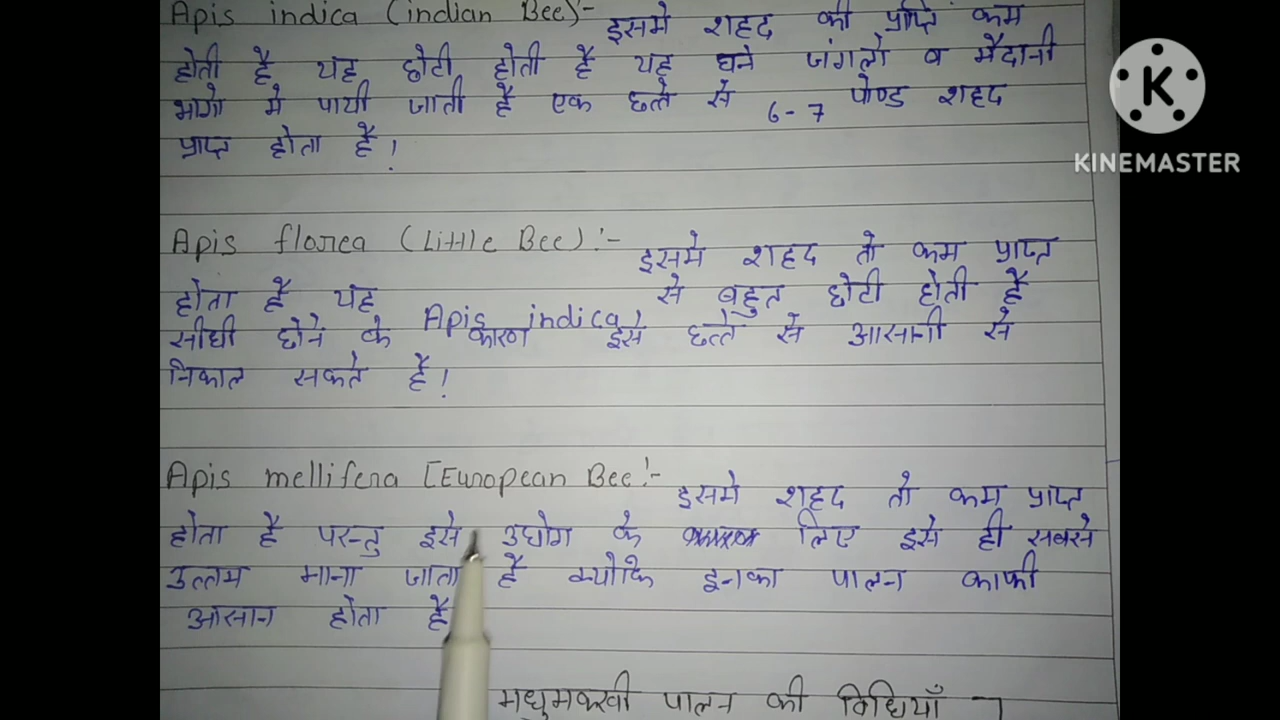 Apis indica (indian Bee):- इसमे शहद की प्राप्ति कम
होती है यह छोटी होती है यह घने जंगलो व मैदानी
भागो मे पायी जाती है एक छत्ते से 6-7 पोण्ड शहद
प्राप्त होता है!
Apis florea (Little Bee):- इसमे शहद तो कम प्राप्त
होता है यह Apis indica से बहुत छोटी होती है
सीधी होने के कारण इसे छत्ते से आसानी से
निकाल सकते है!
Apis mellifera [European Bee:- इसमे शहद तो कम प्राप्त
होता है परन्तु इसे उद्योग के लिए इसे ही सबसे
उत्तम माना जाता है क्योकि इनका पालन काफी
आसान होता है
मधुमक्खी पालन की विधियाँ
K
KINEMASTER